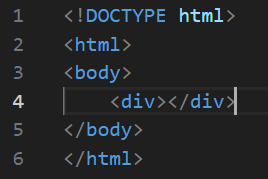 1 <!DOCTYPE html>
2 <html>
3 <body>
4     <div></div>
5 </body>
6 </html>